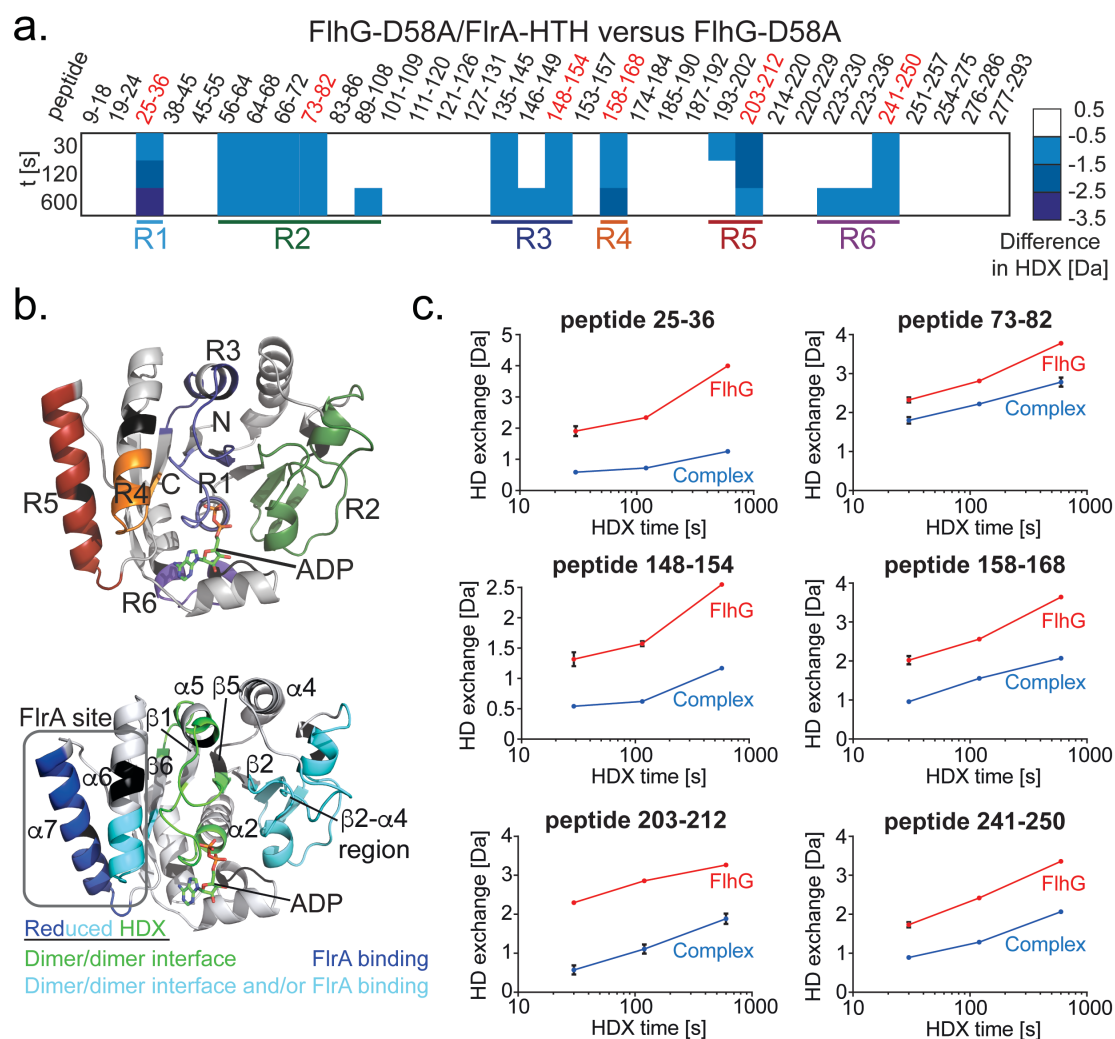 a.
FlhG-D58A/FlrA-HTH versus FlhG-D58A
peptide
9-18
19-24
25-36
38-45
45-55
56-64
64-68
66-72
73-82
83-86
89-108
101-109
111-120
121-126
127-131
135-145
146-149
148-154
153-157
158-168
174-184
185-190
187-192
193-202
203-212
214-220
220-229
223-230
223-236
241-250
251-257
254-275
276-286
277-293
t [s]
30
120
600
R1
R2
R3
R4
R5
R6
0.5
-0.5
-1.5
-2.5
-3.5
Difference
in HDX [Da]
b.
R3
N
R5
R4
C
R1
R2
ADP
R6
α5
β5
α4
FlrA site
β1
α6
β6
β2
α7
α2
β2-α4
region
ADP
Reduced HDX
Dimer/dimer interface
FlrA binding
Dimer/dimer interface and/or FlrA binding
c.
peptide 25-36
HD exchange [Da]
5
4
3
2
1
0
FlhG
Complex
10
100
1000
HDX time [s]
peptide 73-82
HD exchange [Da]
4
3
2
1
0
FlhG
Complex
10
100
1000
HDX time [s]
peptide 148-154
HD exchange [Da]
2.5
2
1.5
1
0.5
0
FlhG
Complex
10
100
1000
HDX time [s]
peptide 158-168
HD exchange [Da]
4
3
2
1
0
FlhG
Complex
10
100
1000
HDX time [s]
peptide 203-212
HD exchange [Da]
4
3
2
1
0
FlhG
Complex
10
100
1000
HDX time [s]
peptide 241-250
HD exchange [Da]
4
3
2
1
0
FlhG
Complex
10
100
1000
HDX time [s]